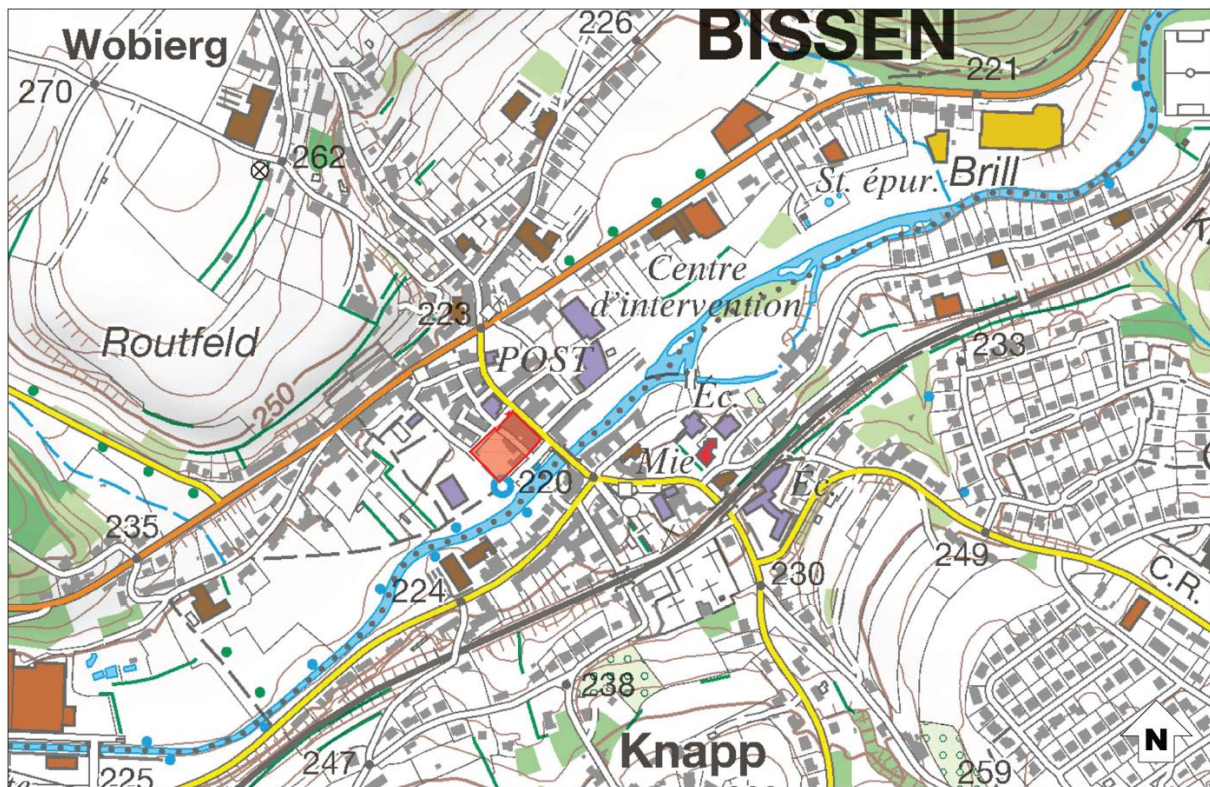 BISSEN
Wobierg
226
270
221
262
St. épur.
Brill
Centre
d'intervention
223
Routfeld
POST
233
250
Ec.
Mie
220
Ec.
235
249
224
230
C.R.
238
Knapp
N
247
225
259